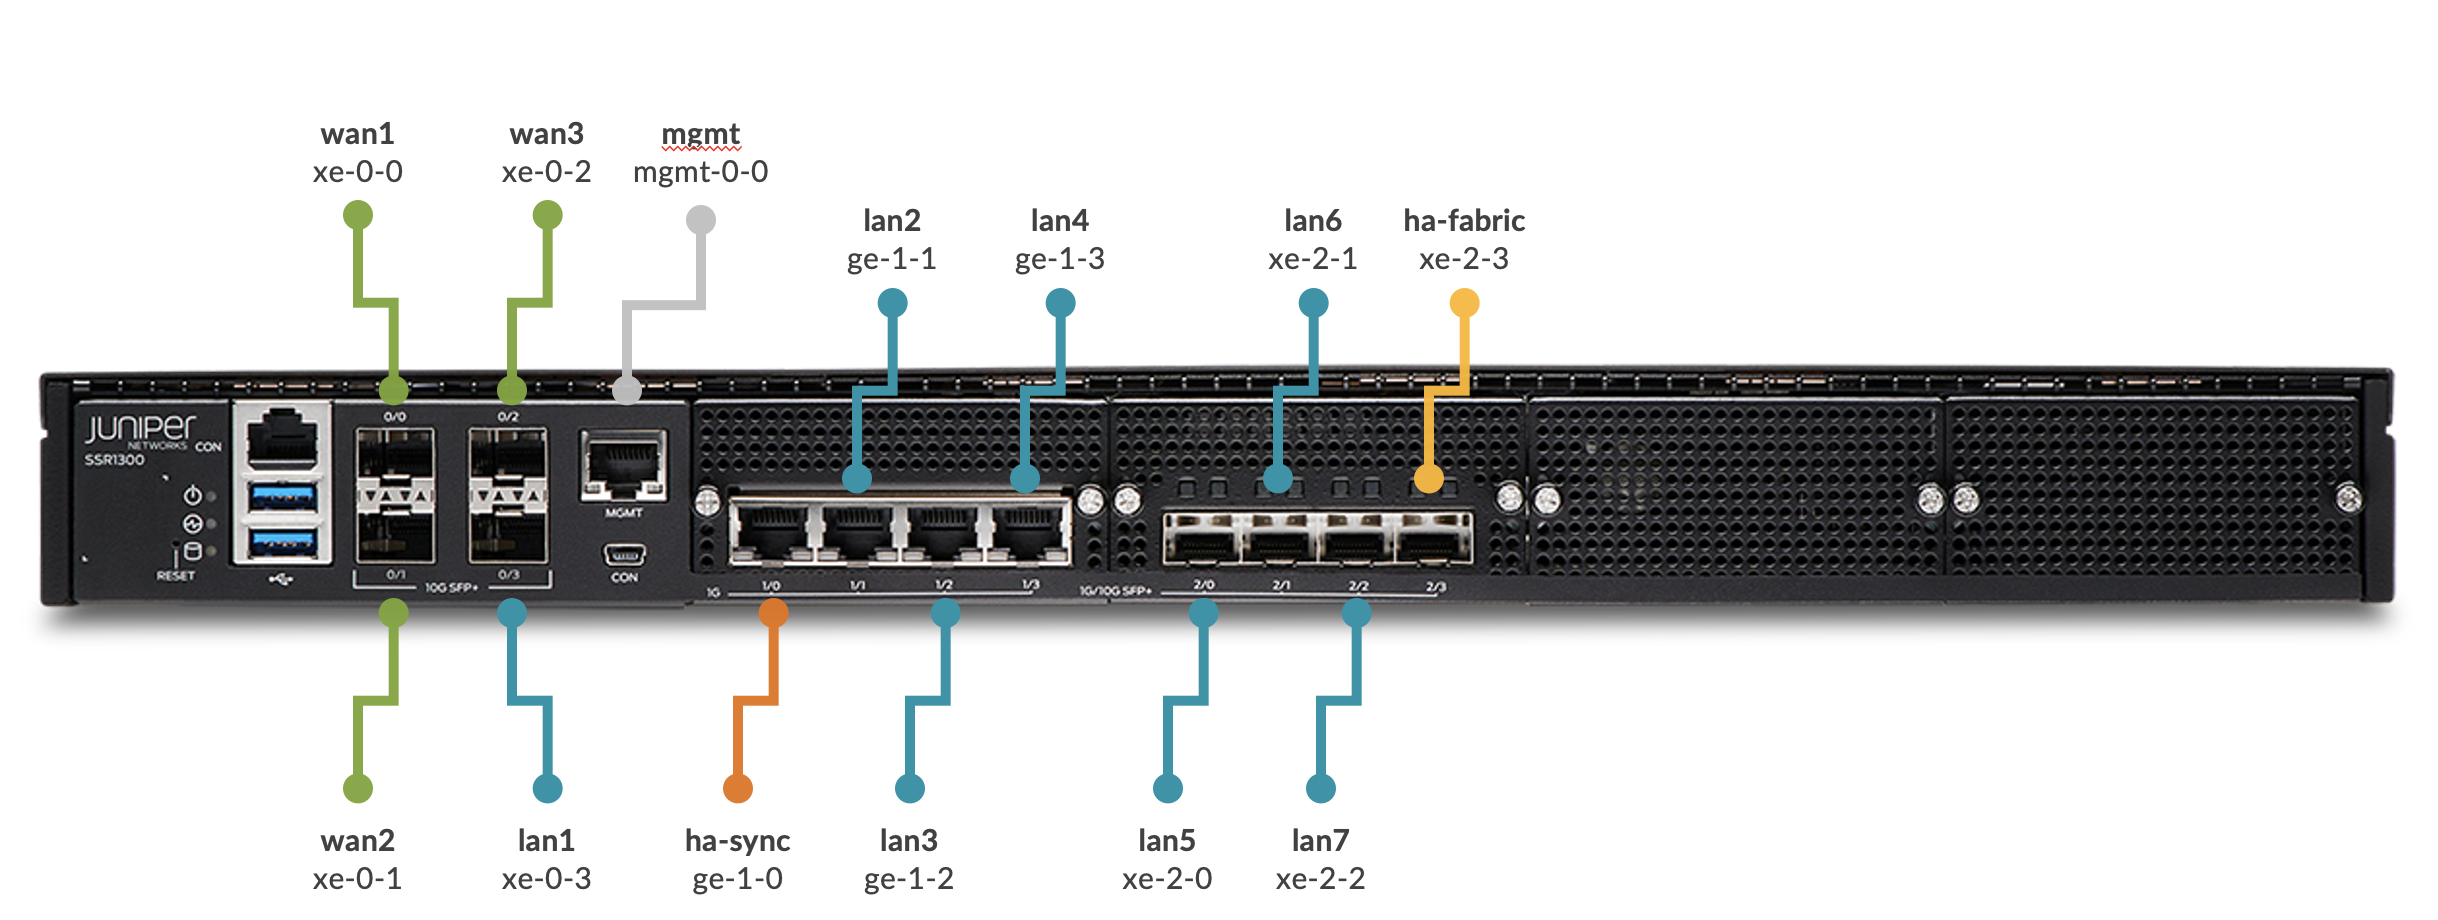 wan1
xe-0-0
wan3
xe-0-2
mgmt
mgmt-0-0
lan2
ge-1-1
lan4
ge-1-3
lan6
xe-2-1
ha-fabric
xe-2-3
JUNIPER
NETWORKS
SSR1300
CON
0/0
0/2
MGMT
RESET
0/1
0/3
10G SFP+
CON
1G
1/0
1/1
1/2
1/3
1G/10G SFP+
2/0
2/1
2/2
2/3
wan2
xe-0-1
lan1
xe-0-3
ha-sync
ge-1-0
lan3
ge-1-2
lan5
xe-2-0
lan7
xe-2-2